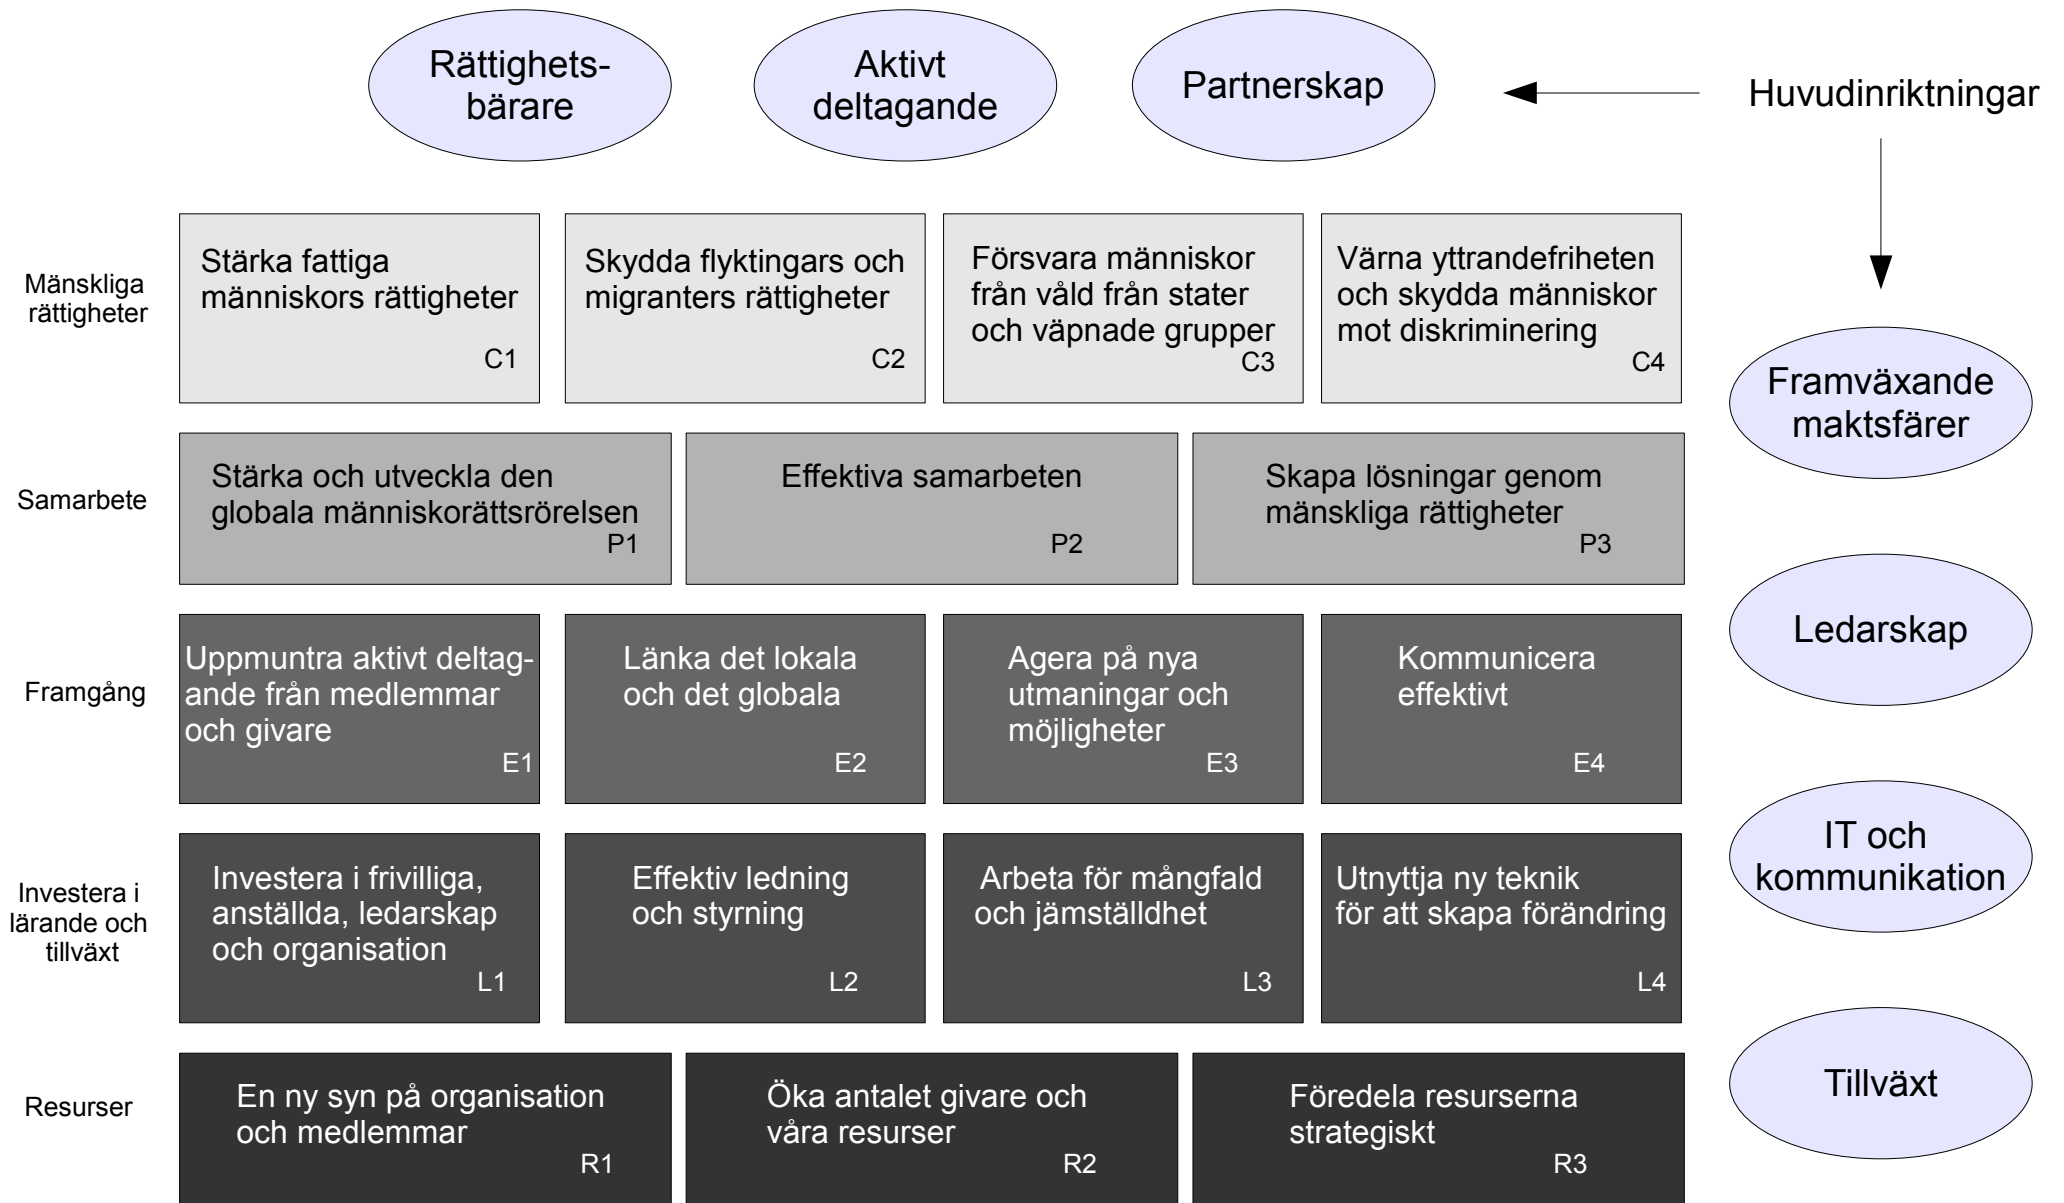 Rättighets-
bärare
Aktivt
deltagande
Partnerskap
Huvudinriktningar
Mänskliga
rättigheter
Stärka fattiga
människors rättigheter
C1
Skydda flyktingars och
migranters rättigheter
C2
Försvara människor
från våld från stater
och väpnade grupper
C3
Värna yttrandefriheten
och skydda människor
mot diskriminering
C4
Framväxande
maktsfärer
Samarbete
Stärka och utveckla den
globala människorättsrörelsen
P1
Effektiva samarbeten
P2
Skapa lösningar genom
mänskliga rättigheter
P3
Ledarskap
Framgång
Uppmuntra aktivt deltag-
ande från medlemmar
och givare
E1
Länka det lokala
och det globala
E2
Agera på nya
utmaningar och
möjligheter
E3
Kommunicera
effektivt
E4
IT och
kommunikation
Investera i
lärande och
tillväxt
Investera i frivilliga,
anställda, ledarskap
och organisation
L1
Effektiv ledning
och styrning
L2
Arbeta för mångfald
och jämställdhet
L3
Utnyttja ny teknik
för att skapa förändring
L4
Tillväxt
Resurser
En ny syn på organisation
och medlemmar
R1
Öka antalet givare och
våra resurser
R2
Föredela resurserna
strategiskt
R3